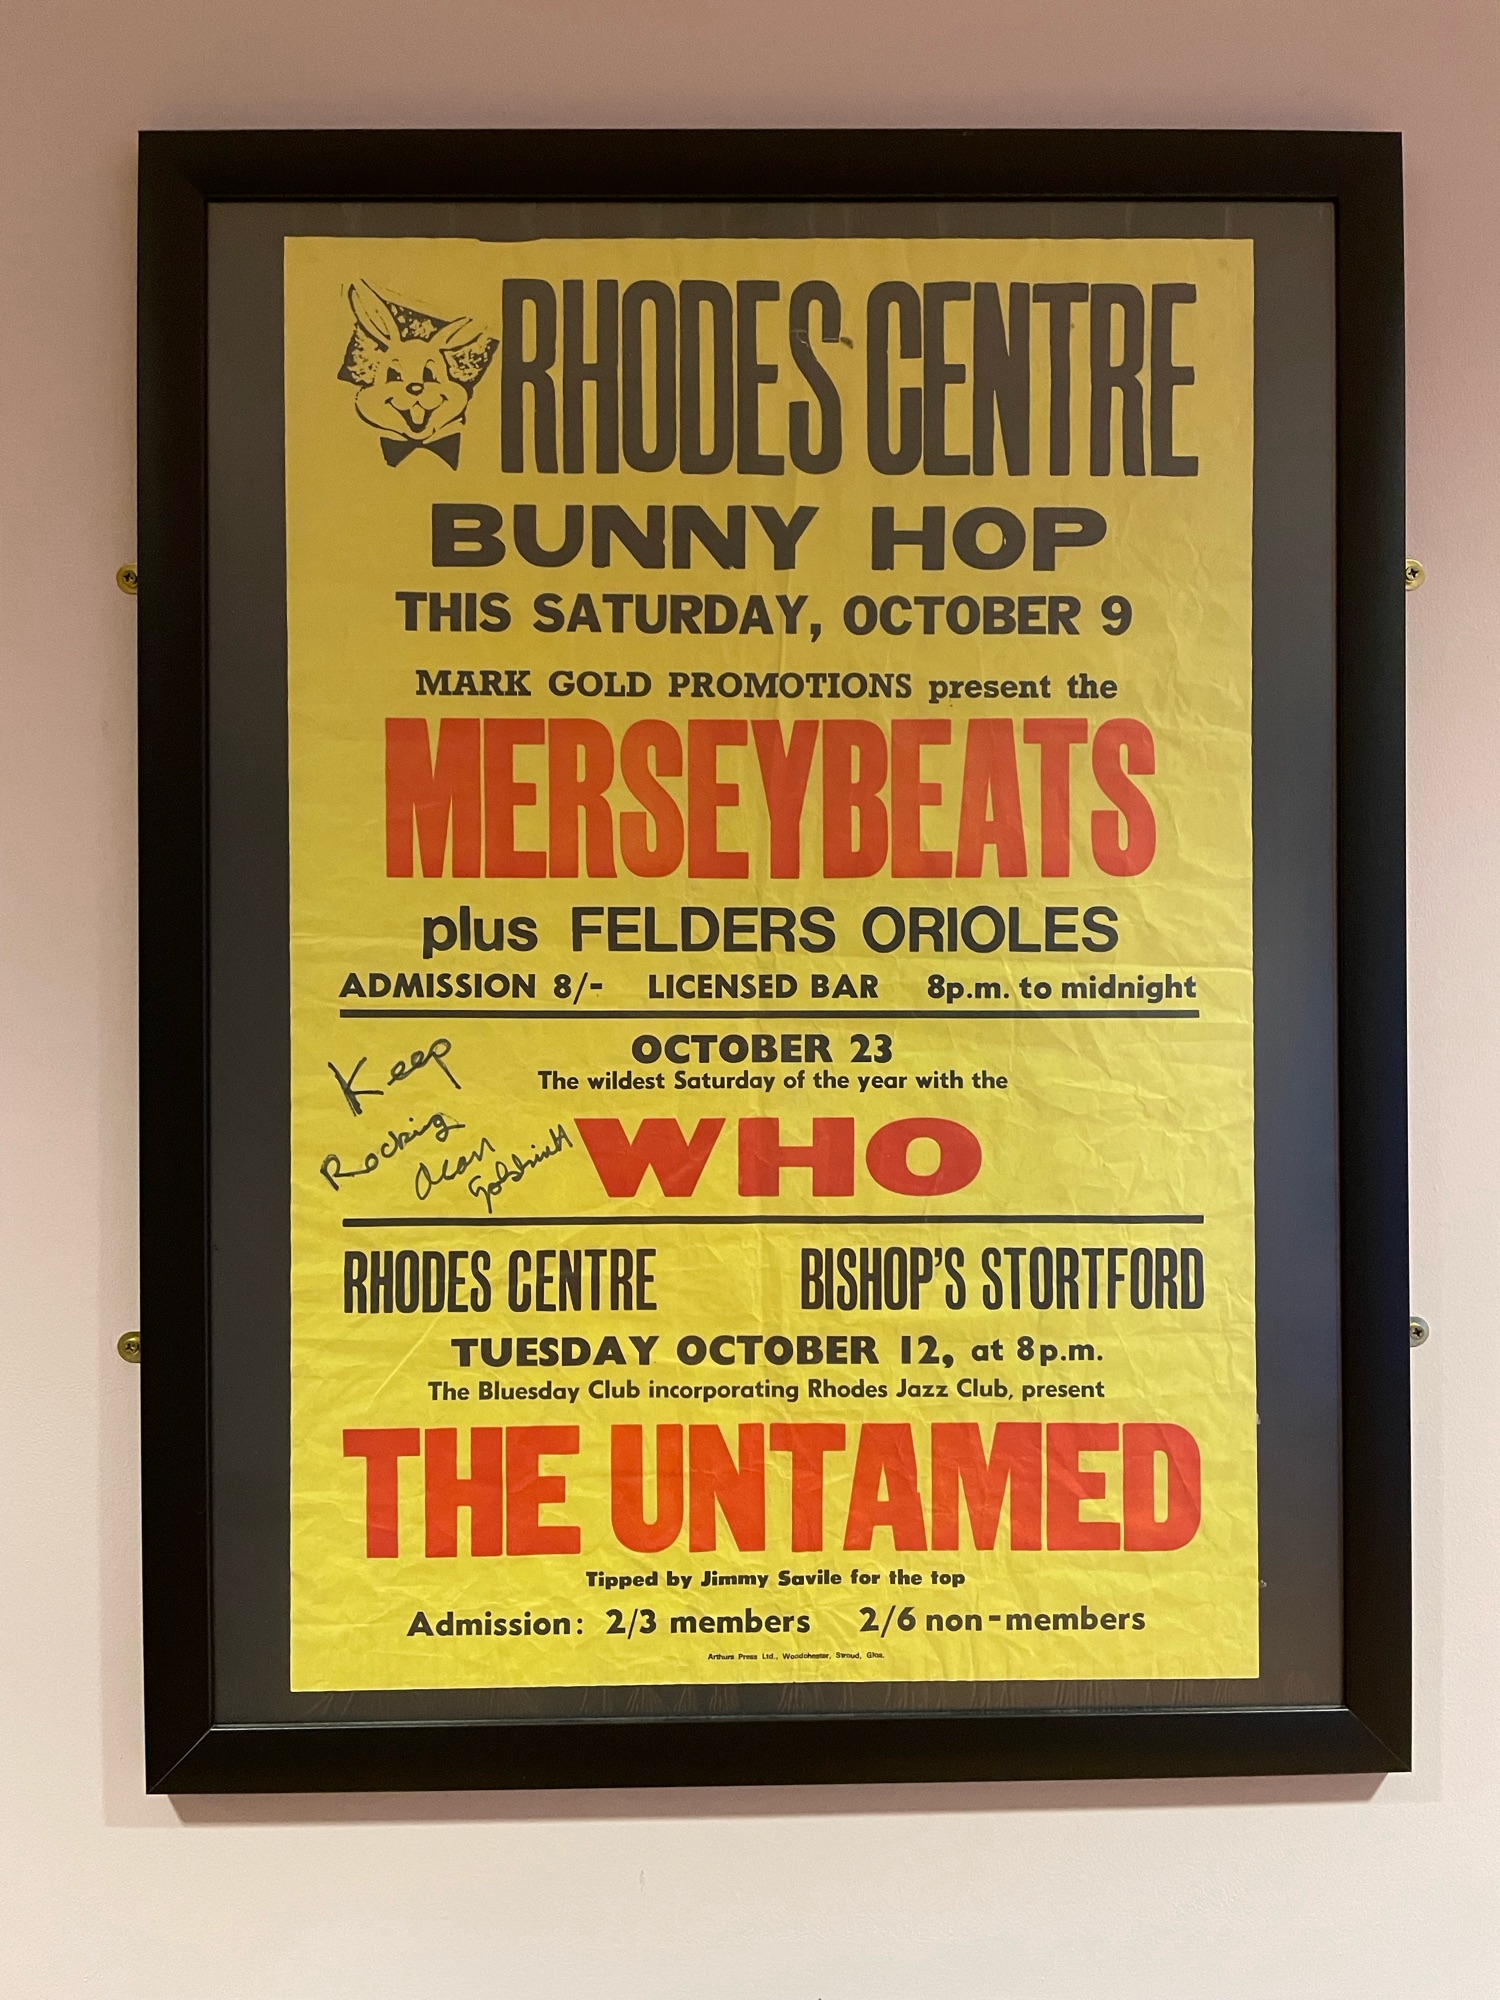 RHODES CENTRE
BUNNY HOP
THIS SATURDAY, OCTOBER 9
MARK GOLD PROMOTIONS present the
MERSEYBEATS
plus FELDERS ORIOLES
ADMISSION 8/- LICENSED BAR 8p.m. to midnight
OCTOBER 23
The wildest Saturday of the year with the
WHO
Keep
Rocking
RHODES CENTRE BISHOP'S STORTFORD
TUESDAY OCTOBER 12, at 8p.m.
The Bluesday Club incorporating Rhodes Jazz Club, present
THE UNTAMED
Tipped by Jimmy Savile for the top
Admission: 2/3 members 2/6 non-members
Arthurs Press Ltd., Woodchester, Stroud, Glos.